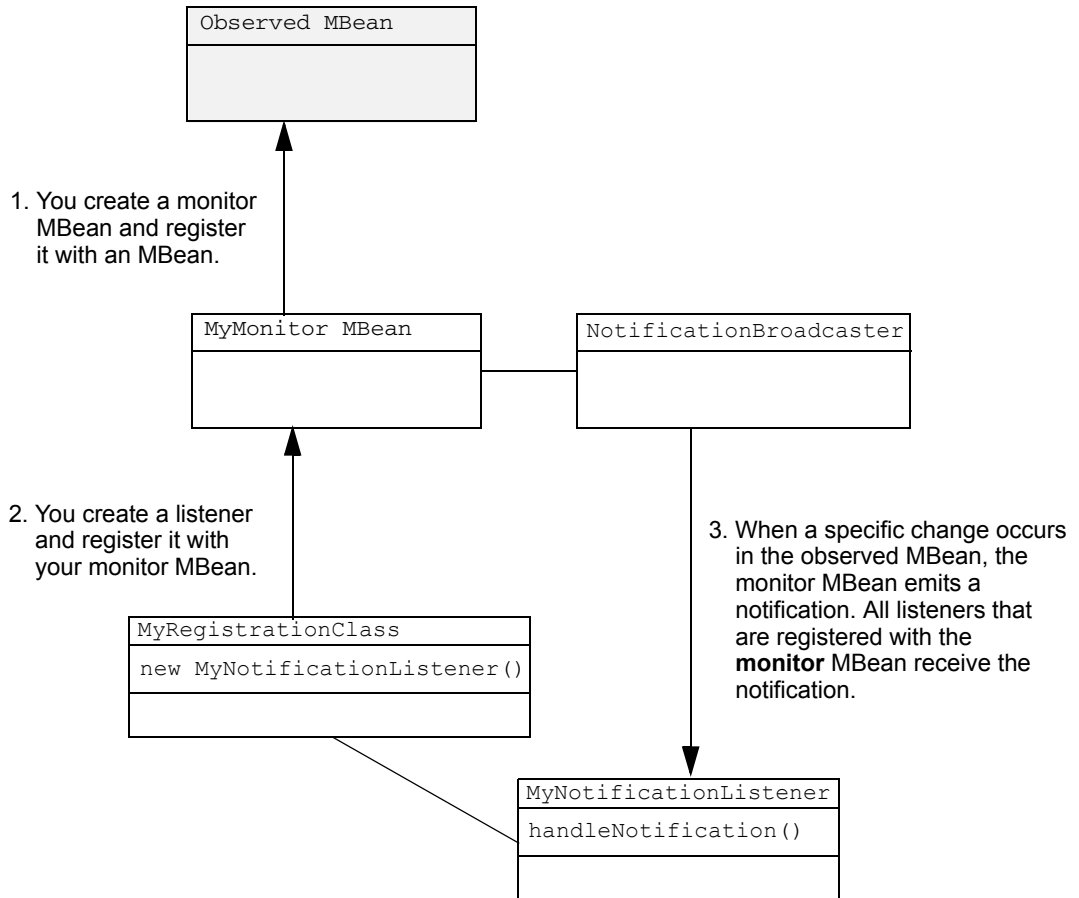 Observed MBean
1. You create a monitor
MBean and register
it with an MBean.
MyMonitor MBean
NotificationBroadcaster
2. You create a listener
and register it with
your monitor MBean.
3. When a specific change occurs
in the observed MBean, the
monitor MBean emits a
notification. All listeners that
are registered with the
monitor MBean receive the
notification.
MyRegistrationClass
new MyNotificationListener()
MyNotificationListener
handleNotification()